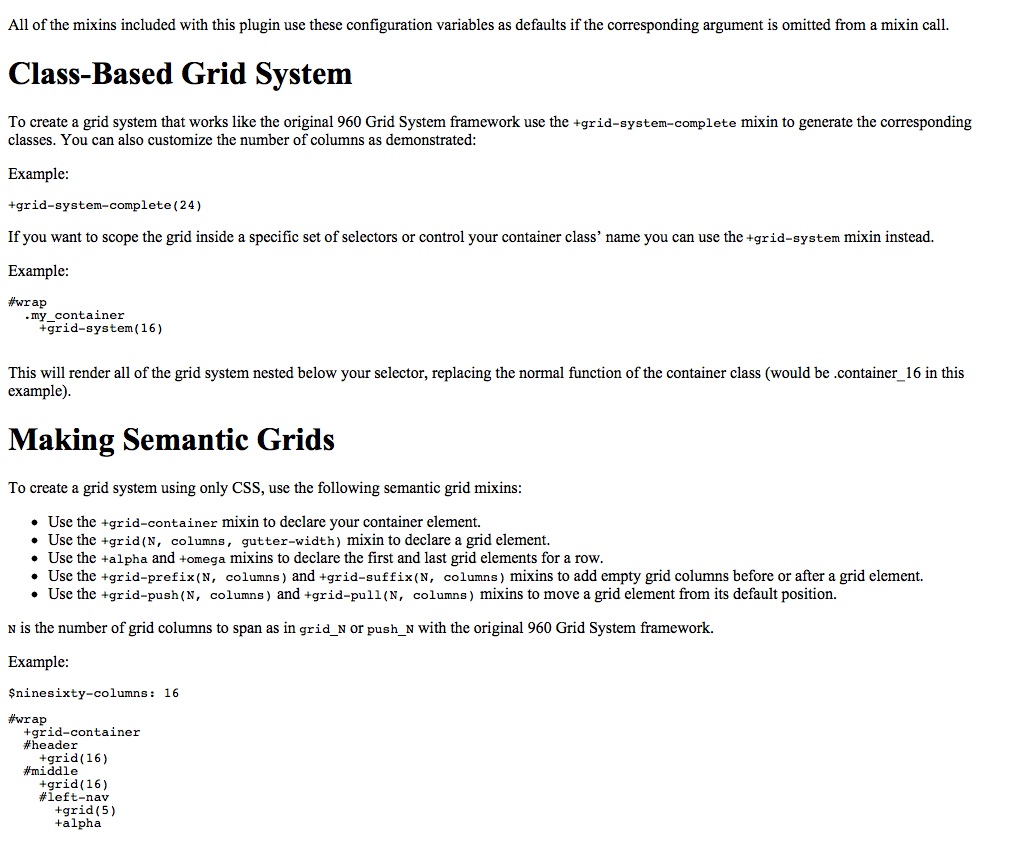 All of the mixins included with this plugin use these configuration variables as defaults if the corresponding argument is omitted from a mixin call.
Class-Based Grid System
To create a grid system that works like the original 960 Grid System framework use the +grid-system-complete mixin to generate the corresponding
classes. You can also customize the number of columns as demonstrated:
Example:
+grid-system-complete(24)
If you want to scope the grid inside a specific set of selectors or control your container class’ name you can use the +grid-system mixin instead.
Example:
#wrap
  .my_container
    +grid-system(16)
This will render all of the grid system nested below your selector, replacing the normal function of the container class (would be .container_16 in this
example).
Making Semantic Grids
To create a grid system using only CSS, use the following semantic grid mixins:
• Use the +grid-container mixin to declare your container element.
• Use the +grid(N, columns, gutter-width) mixin to declare a grid element.
• Use the +alpha and +omega mixins to declare the first and last grid elements for a row.
• Use the +grid-prefix(N, columns) and +grid-suffix(N, columns) mixins to add empty grid columns before or after a grid element.
• Use the +grid-push(N, columns) and +grid-pull(N, columns) mixins to move a grid element from its default position.
N is the number of grid columns to span as in grid_N or push_N with the original 960 Grid System framework.
Example:
$ninesixty-columns: 16
#wrap
  +grid-container
  #header
    +grid(16)
  #middle
    +grid(16)
    #left-nav
      +grid(5)
      +alpha